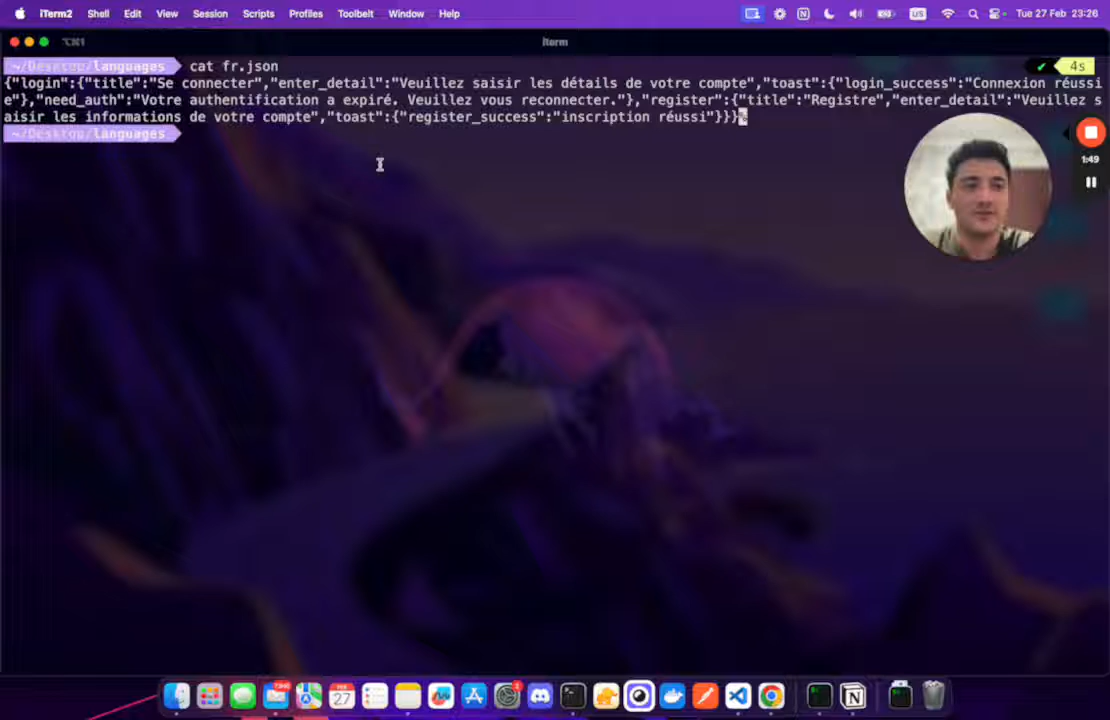 iTerm2 Shell Edit View Session Scripts Profiles Toolbelt Window Help US Tue 27 Feb 23:26
⌥⌘1 iterm
~/Desktop/languages cat fr.json ✔ 4s
{"login":{"title":"Se connecter","enter_detail":"Veuillez saisir les détails de votre compte","toast":{"login_success":"Connexion réussi
e"},"need_auth":"Votre authentification a expiré. Veuillez vous reconnecter."},"register":{"title":"Registre","enter_detail":"Veuillez s
aisir les informations de votre compte","toast":{"register_success":"inscription réussi"}}}%
~/Desktop/languages
1:49
FEB
27